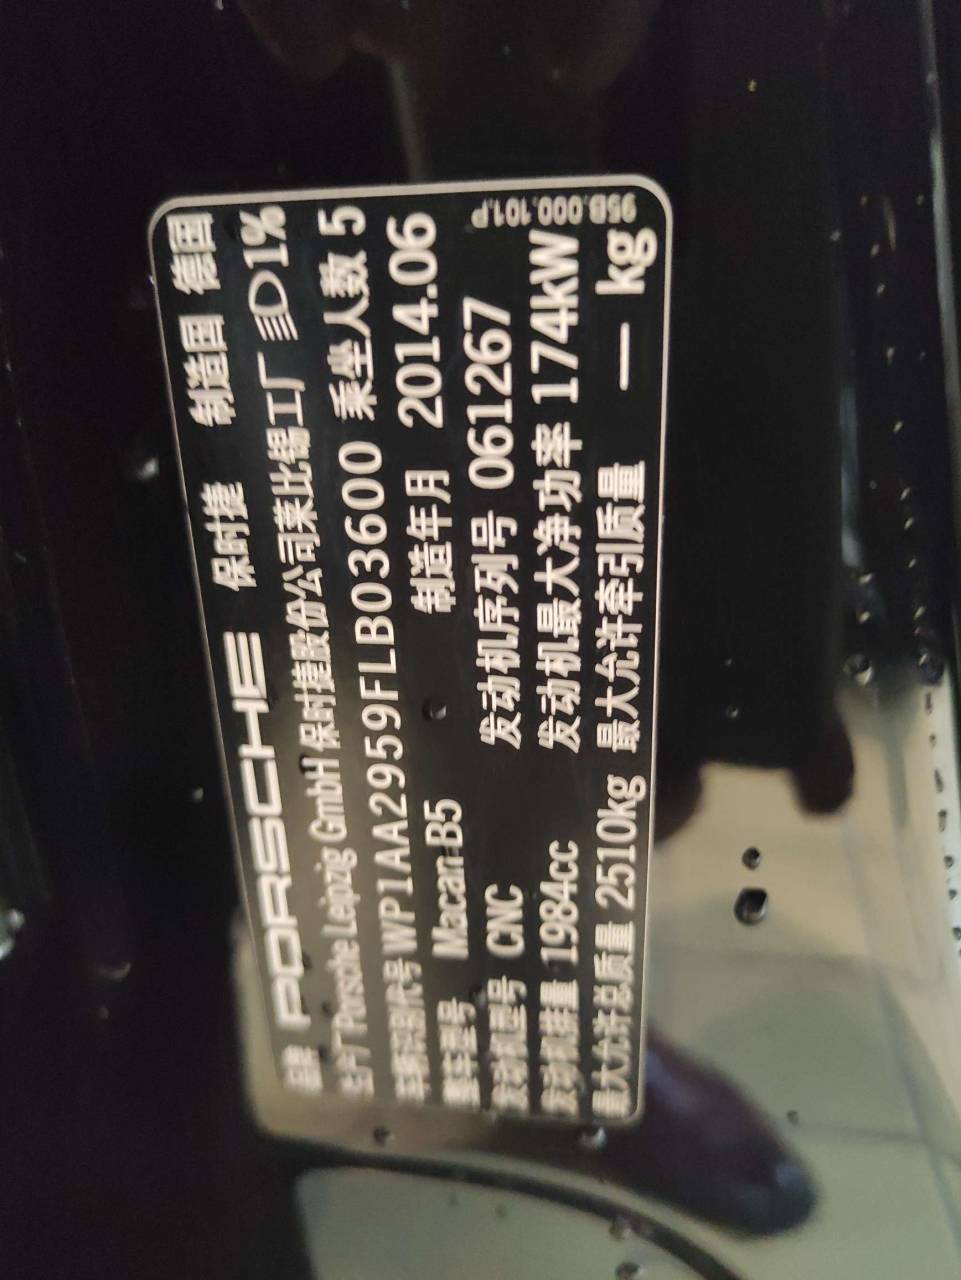 品牌 PORSCHE 保时捷 制造国 德国
生产厂 Porsche Leipzig GmbH 保时捷股份公司莱比锡工厂 1%
车辆识别代号 WP1AA2959FLB03600 乘坐人数 5
整车型号 Macan-B5 制造年月 2014.06
发动机型号 CNC 发动机序列号 061267
发动机排量 1984cc 发动机最大净功率 174kW
最大允许总质量 2510kg 最大允许牵引质量 — kg
95B.000.101.P